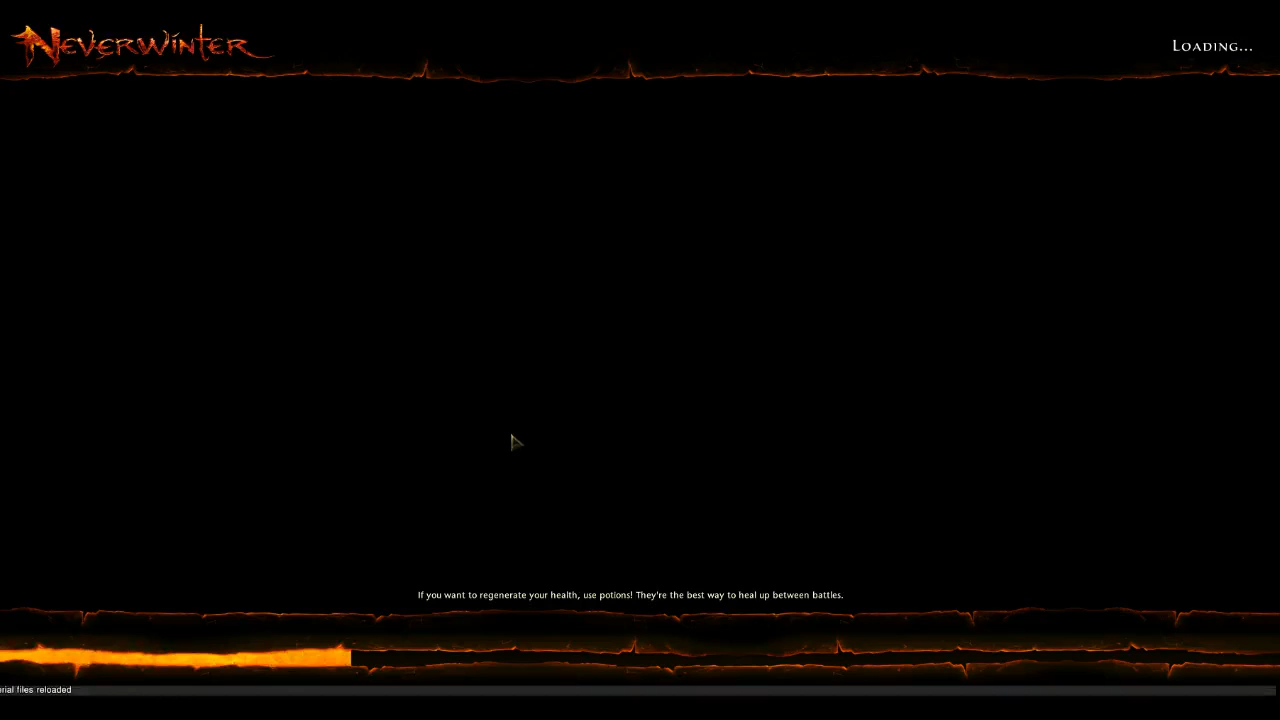 NEVERWINTER
LOADING...
If you want to regenerate your health, use potions! They're the best way to heal up between battles.
files reloaded